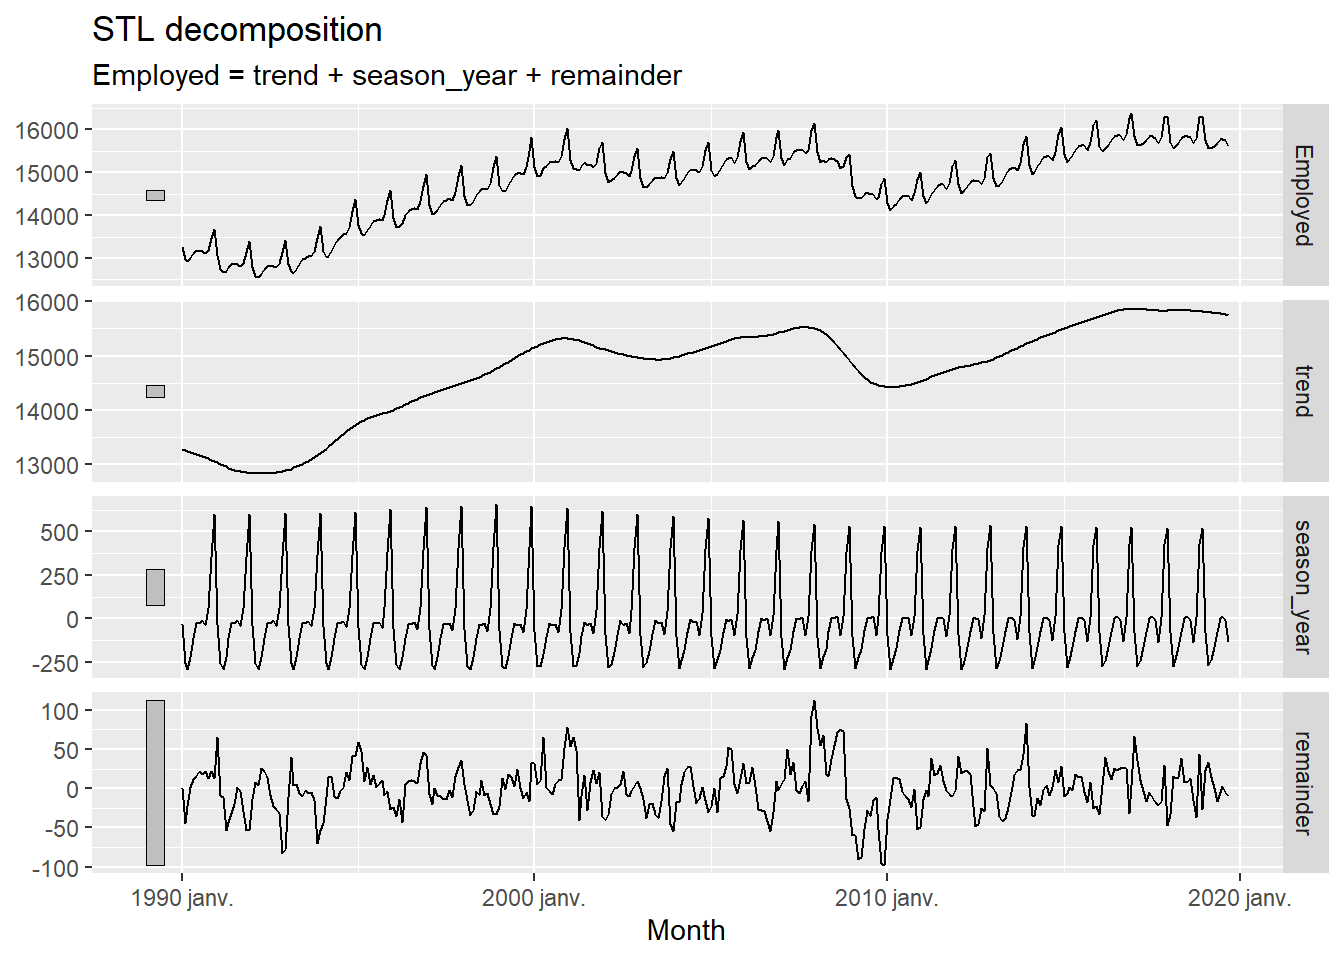 STL decomposition
Employed = trend + season_year + remainder
16000
15000
14000
13000
Employed
16000
15000
14000
13000
trend
500
250
0
-250
season_year
100
50
0
-50
-100
remainder
1990 janv.
2000 janv.
2010 janv.
2020 janv.
Month